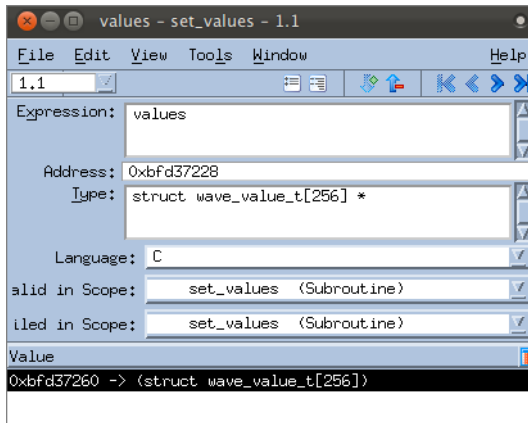 values - set_values - 1.1
File Edit View Tools Window Help
1.1
Expression: values
Address: 0xbfd37228
Type: struct wave_value_t[256] *
Language: C
alid in Scope: set_values (Subroutine)
iled in Scope: set_values (Subroutine)
Value
0xbfd37260 -> (struct wave_value_t[256])